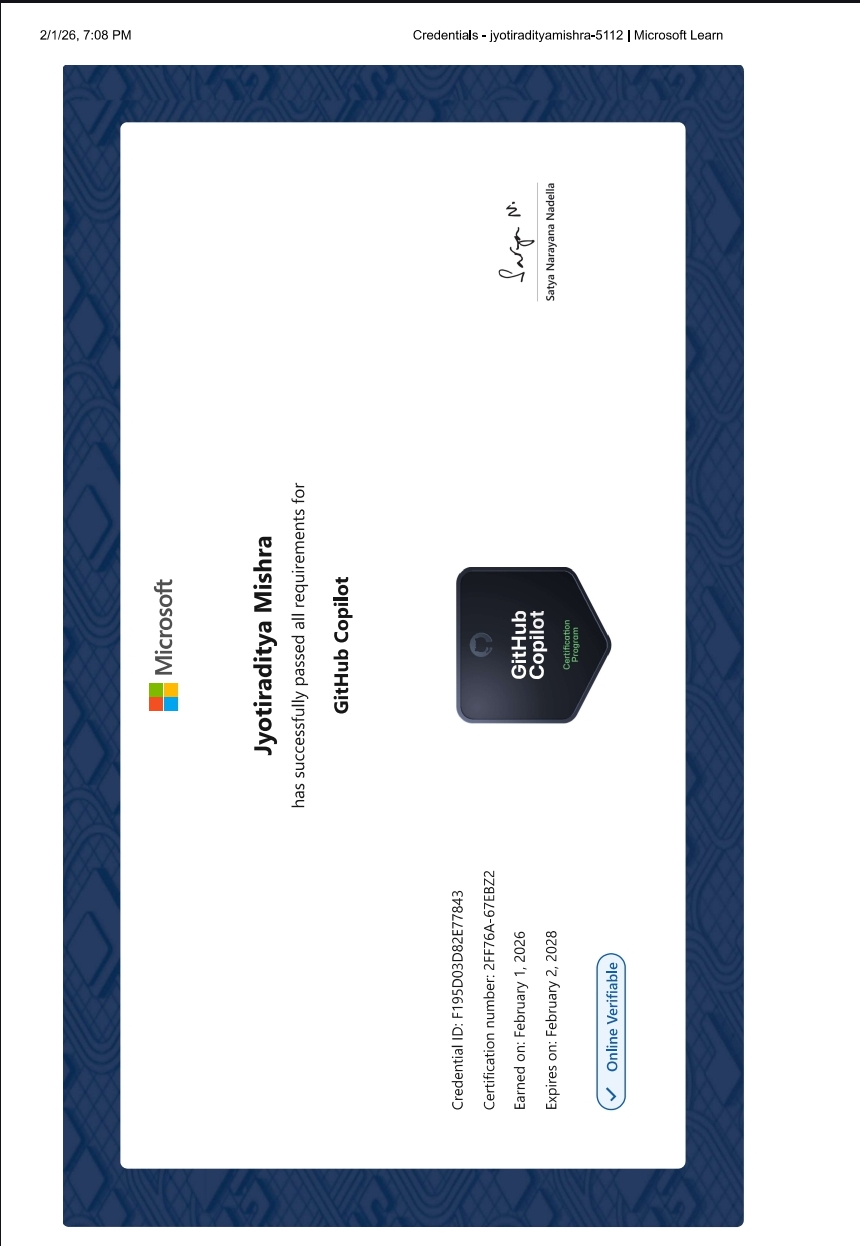 2/1/26, 7:08 PM
Credentials - jyotiradityamishra-5112 | Microsoft Learn
Microsoft
Jyotiraditya Mishra
has successfully passed all requirements for
GitHub Copilot
Credential ID: F195D03D82E77843
Certification number: 2FF76A-67EBZ2
Earned on: February 1, 2026
Expires on: February 2, 2028
Online Verifiable
GitHub
Copilot
Certification
Program
Satya N.
Satya Narayana Nadella